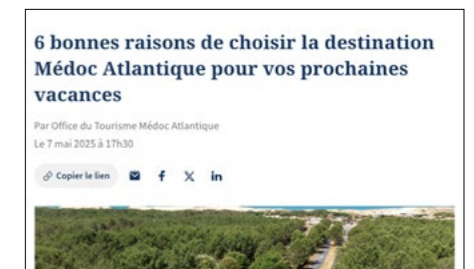 6 bonnes raisons de choisir la destination
Médoc Atlantique pour vos prochaines
vacances
Par Office du Tourisme Médoc Atlantique
Le 7 mai 2025 à 17h30
Copier le lien